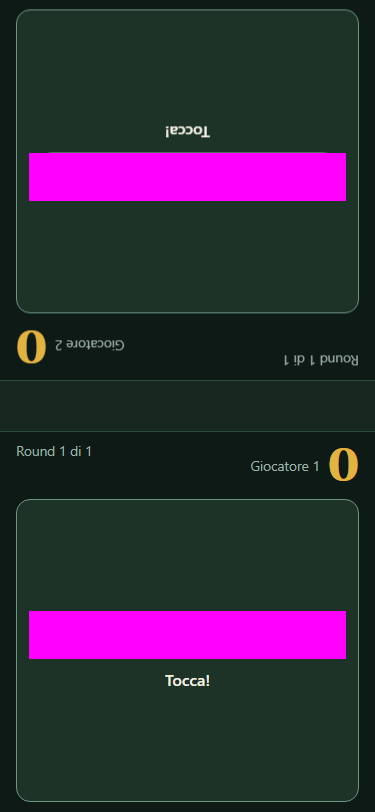 Tocca!
0 Giocatore 2
Round 1 di 1
Round 1 di 1
Giocatore 1 0
Tocca!